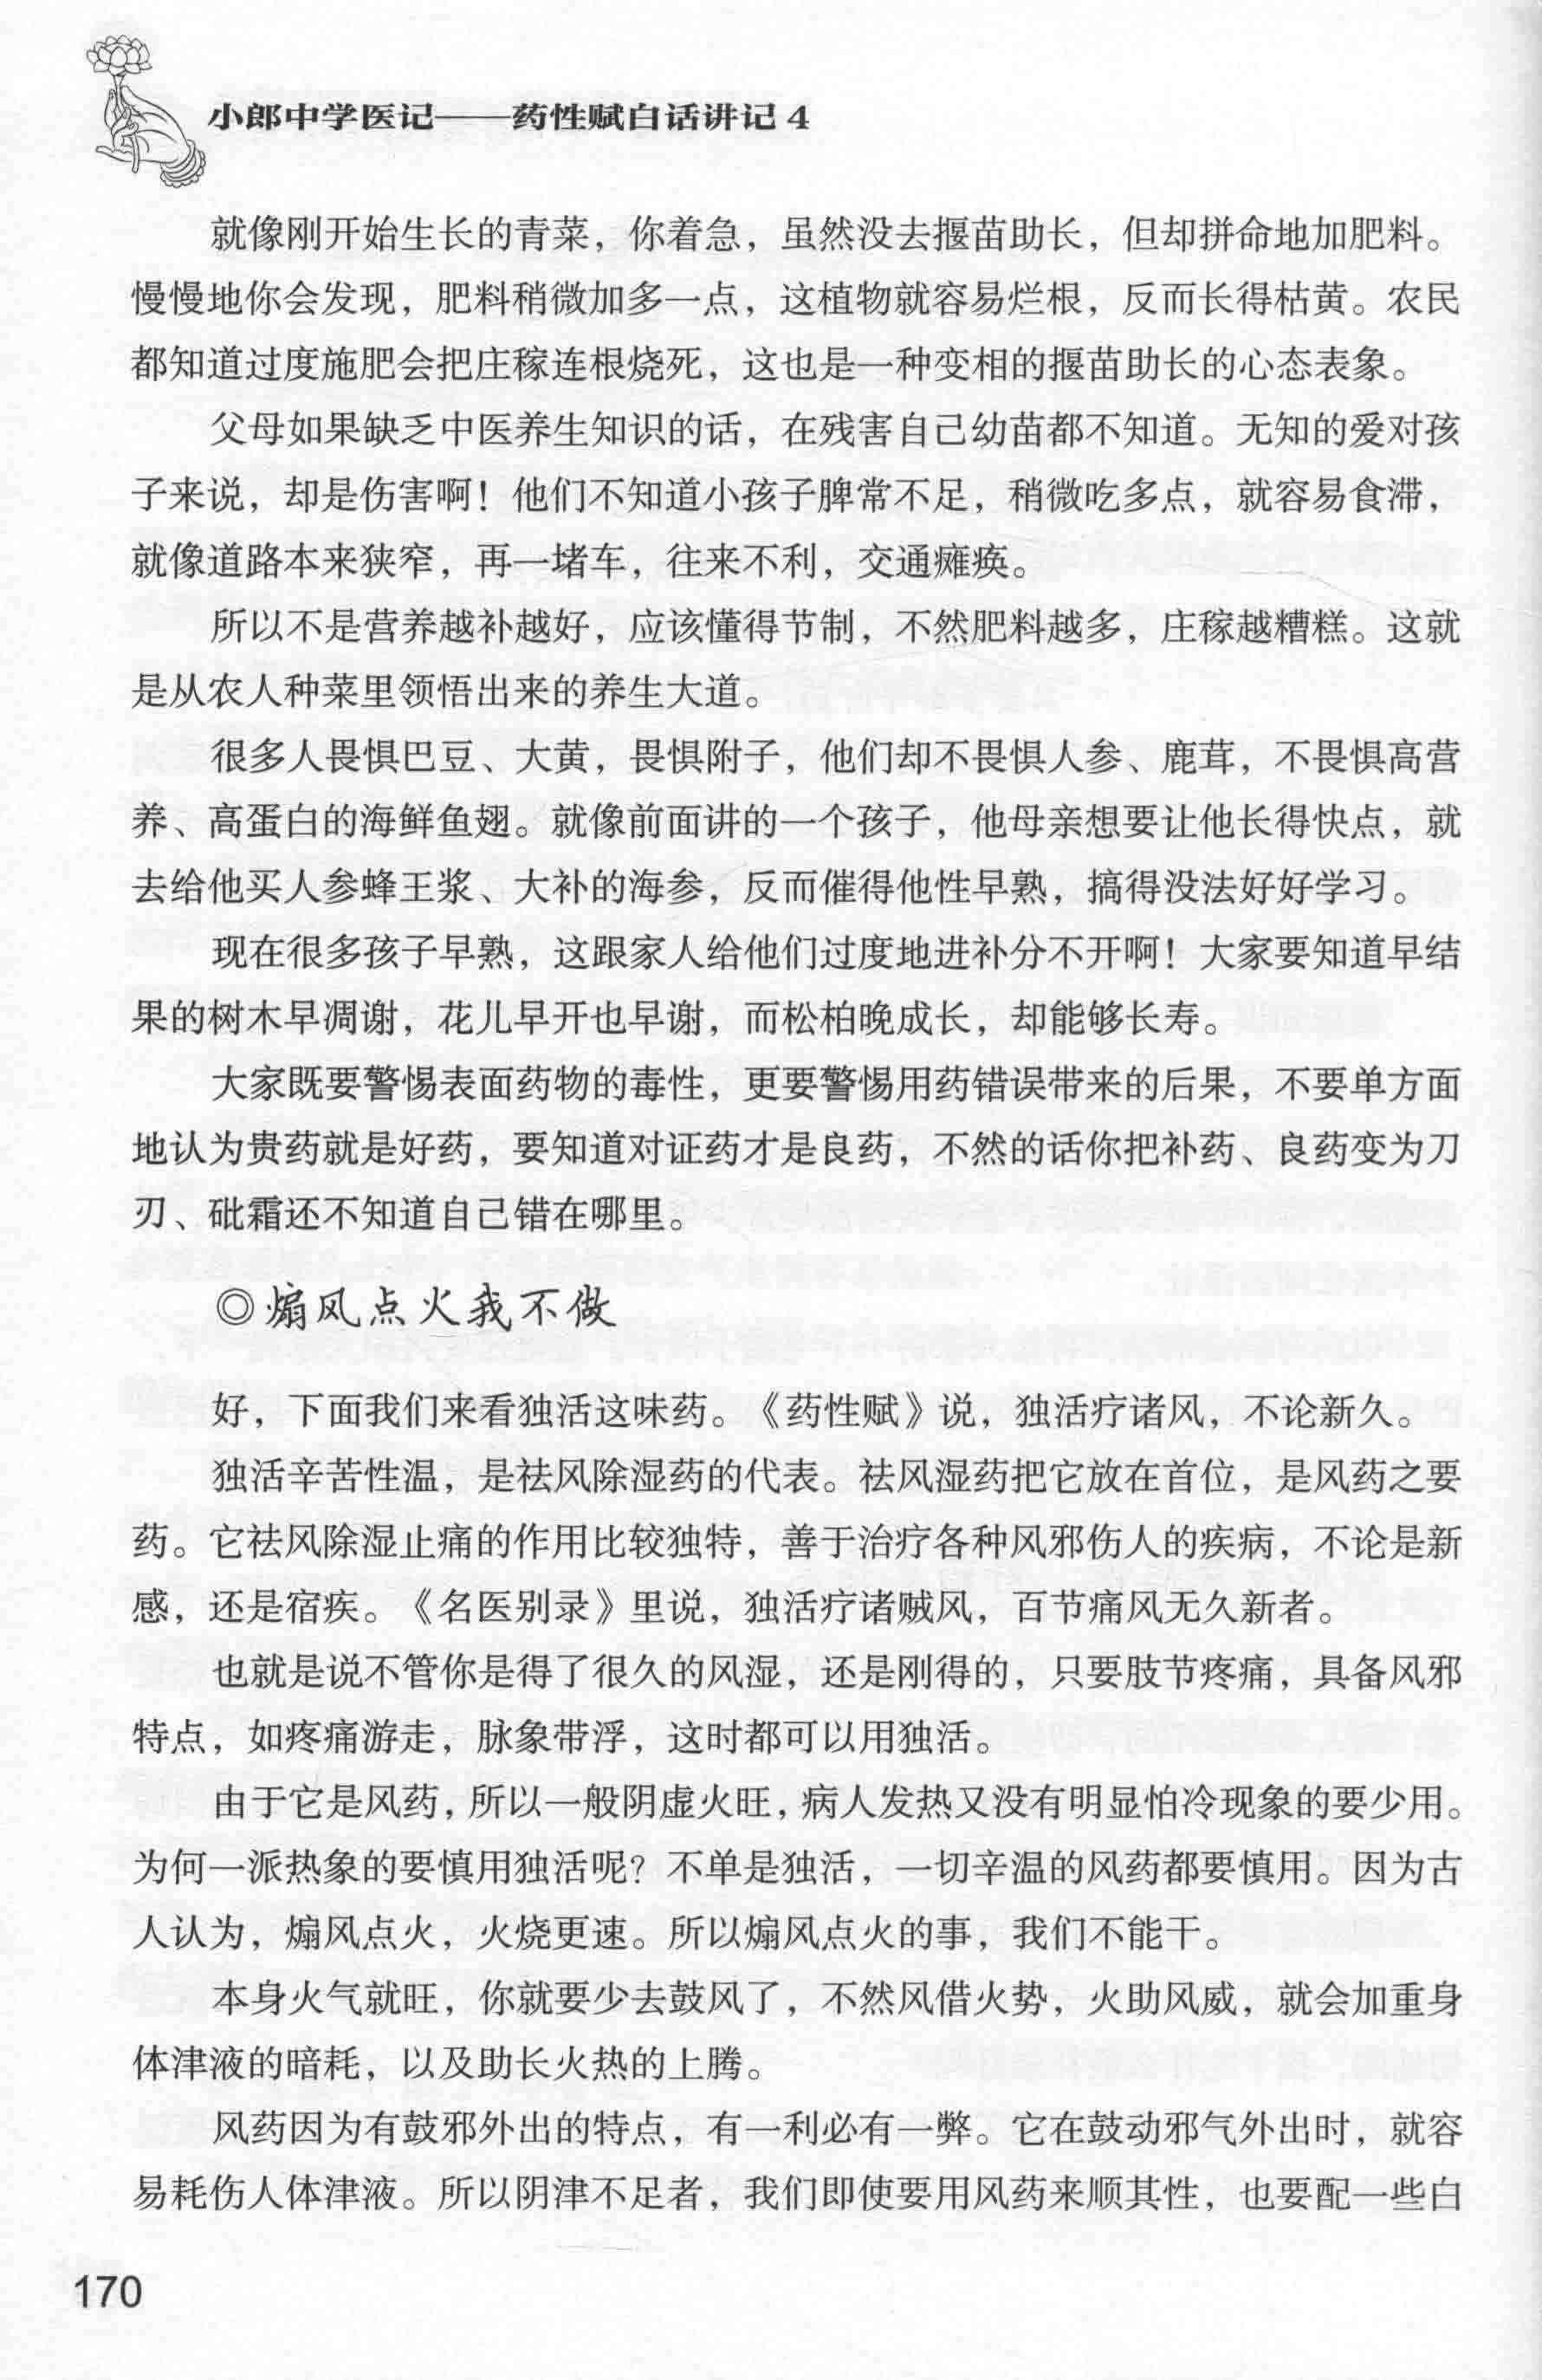 小郎中学医记——药性赋白话讲记4
就像刚开始生长的青菜，你着急，虽然没去揠苗助长，但却拼命地加肥料。
慢慢地你会发现，肥料稍微加多一点，这植物就容易烂根，反而长得枯黄。农民
都知道过度施肥会把庄稼连根烧死，这也是一种变相的揠苗助长的心态表象。
父母如果缺乏中医养生知识的话，在残害自己幼苗都不知道。无知的爱对孩
子来说，却是伤害啊！他们不知道小孩子脾常不足，稍微吃多点，就容易食滞，
就像道路本来狭窄，再一堵车，往来不利，交通瘫痪。
所以不是营养越补越好，应该懂得节制，不然肥料越多，庄稼越糟糕。这就
是从农人种菜里领悟出来的养生大道。
很多人畏惧巴豆、大黄，畏惧附子，他们却不畏惧人参、鹿茸，不畏惧高营
养、高蛋白的海鲜鱼翅。就像前面讲的一个孩子，他母亲想要让他长得快点，就
去给他买人参蜂王浆、大补的海参，反而催得他性早熟，搞得没法好好学习。
现在很多孩子早熟，这跟家人给他们过度地进补分不开啊！大家要知道早结
果的树木早凋谢，花儿早开也早谢，而松柏晚成长，却能够长寿。
大家既要警惕表面药物的毒性，更要警惕用药错误带来的后果，不要单方面
地认为贵药就是好药，要知道对证药才是良药，不然的话你把补药、良药变为刀
刃、砒霜还不知道自己错在哪里。
◎煽风点火我不做
好，下面我们来看独活这味药。《药性赋》说，独活疗诸风，不论新久。
独活辛苦性温，是祛风除湿药的代表。祛风湿药把它放在首位，是风药之要
药。它祛风除湿止痛的作用比较独特，善于治疗各种风邪伤人的疾病，不论是新
感，还是宿疾。《名医别录》里说，独活疗诸贼风，百节痛风无久新者。
也就是说不管你是得了很久的风湿，还是刚得的，只要肢节疼痛，具备风邪
特点，如疼痛游走，脉象带浮，这时都可以用独活。
由于它是风药，所以一般阴虚火旺，病人发热又没有明显怕冷现象的要少用。
为何一派热象的要慎用独活呢？不单是独活，一切辛温的风药都要慎用。因为古
人认为，煽风点火，火烧更速。所以煽风点火的事，我们不能干。
本身火气就旺，你就要少去鼓风了，不然风借火势，火助风威，就会加重身
体津液的暗耗，以及助长火热的上腾。
风药因为有鼓邪外出的特点，有一利必有一弊。它在鼓动邪气外出时，就容
易耗伤人体津液。所以阴津不足者，我们即使要用风药来顺其性，也要配一些白
170